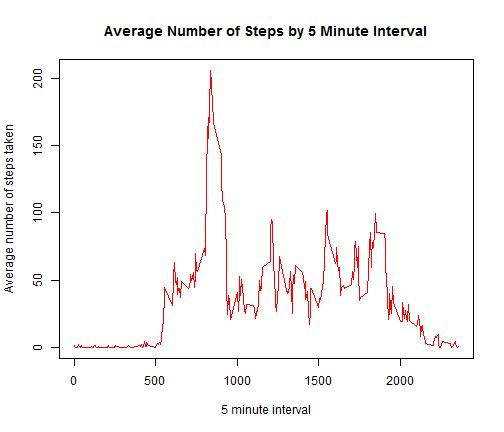 Average Number of Steps by 5 Minute Interval
Average number of steps taken
200
150
100
50
0
0 500 1000 1500 2000
5 minute interval